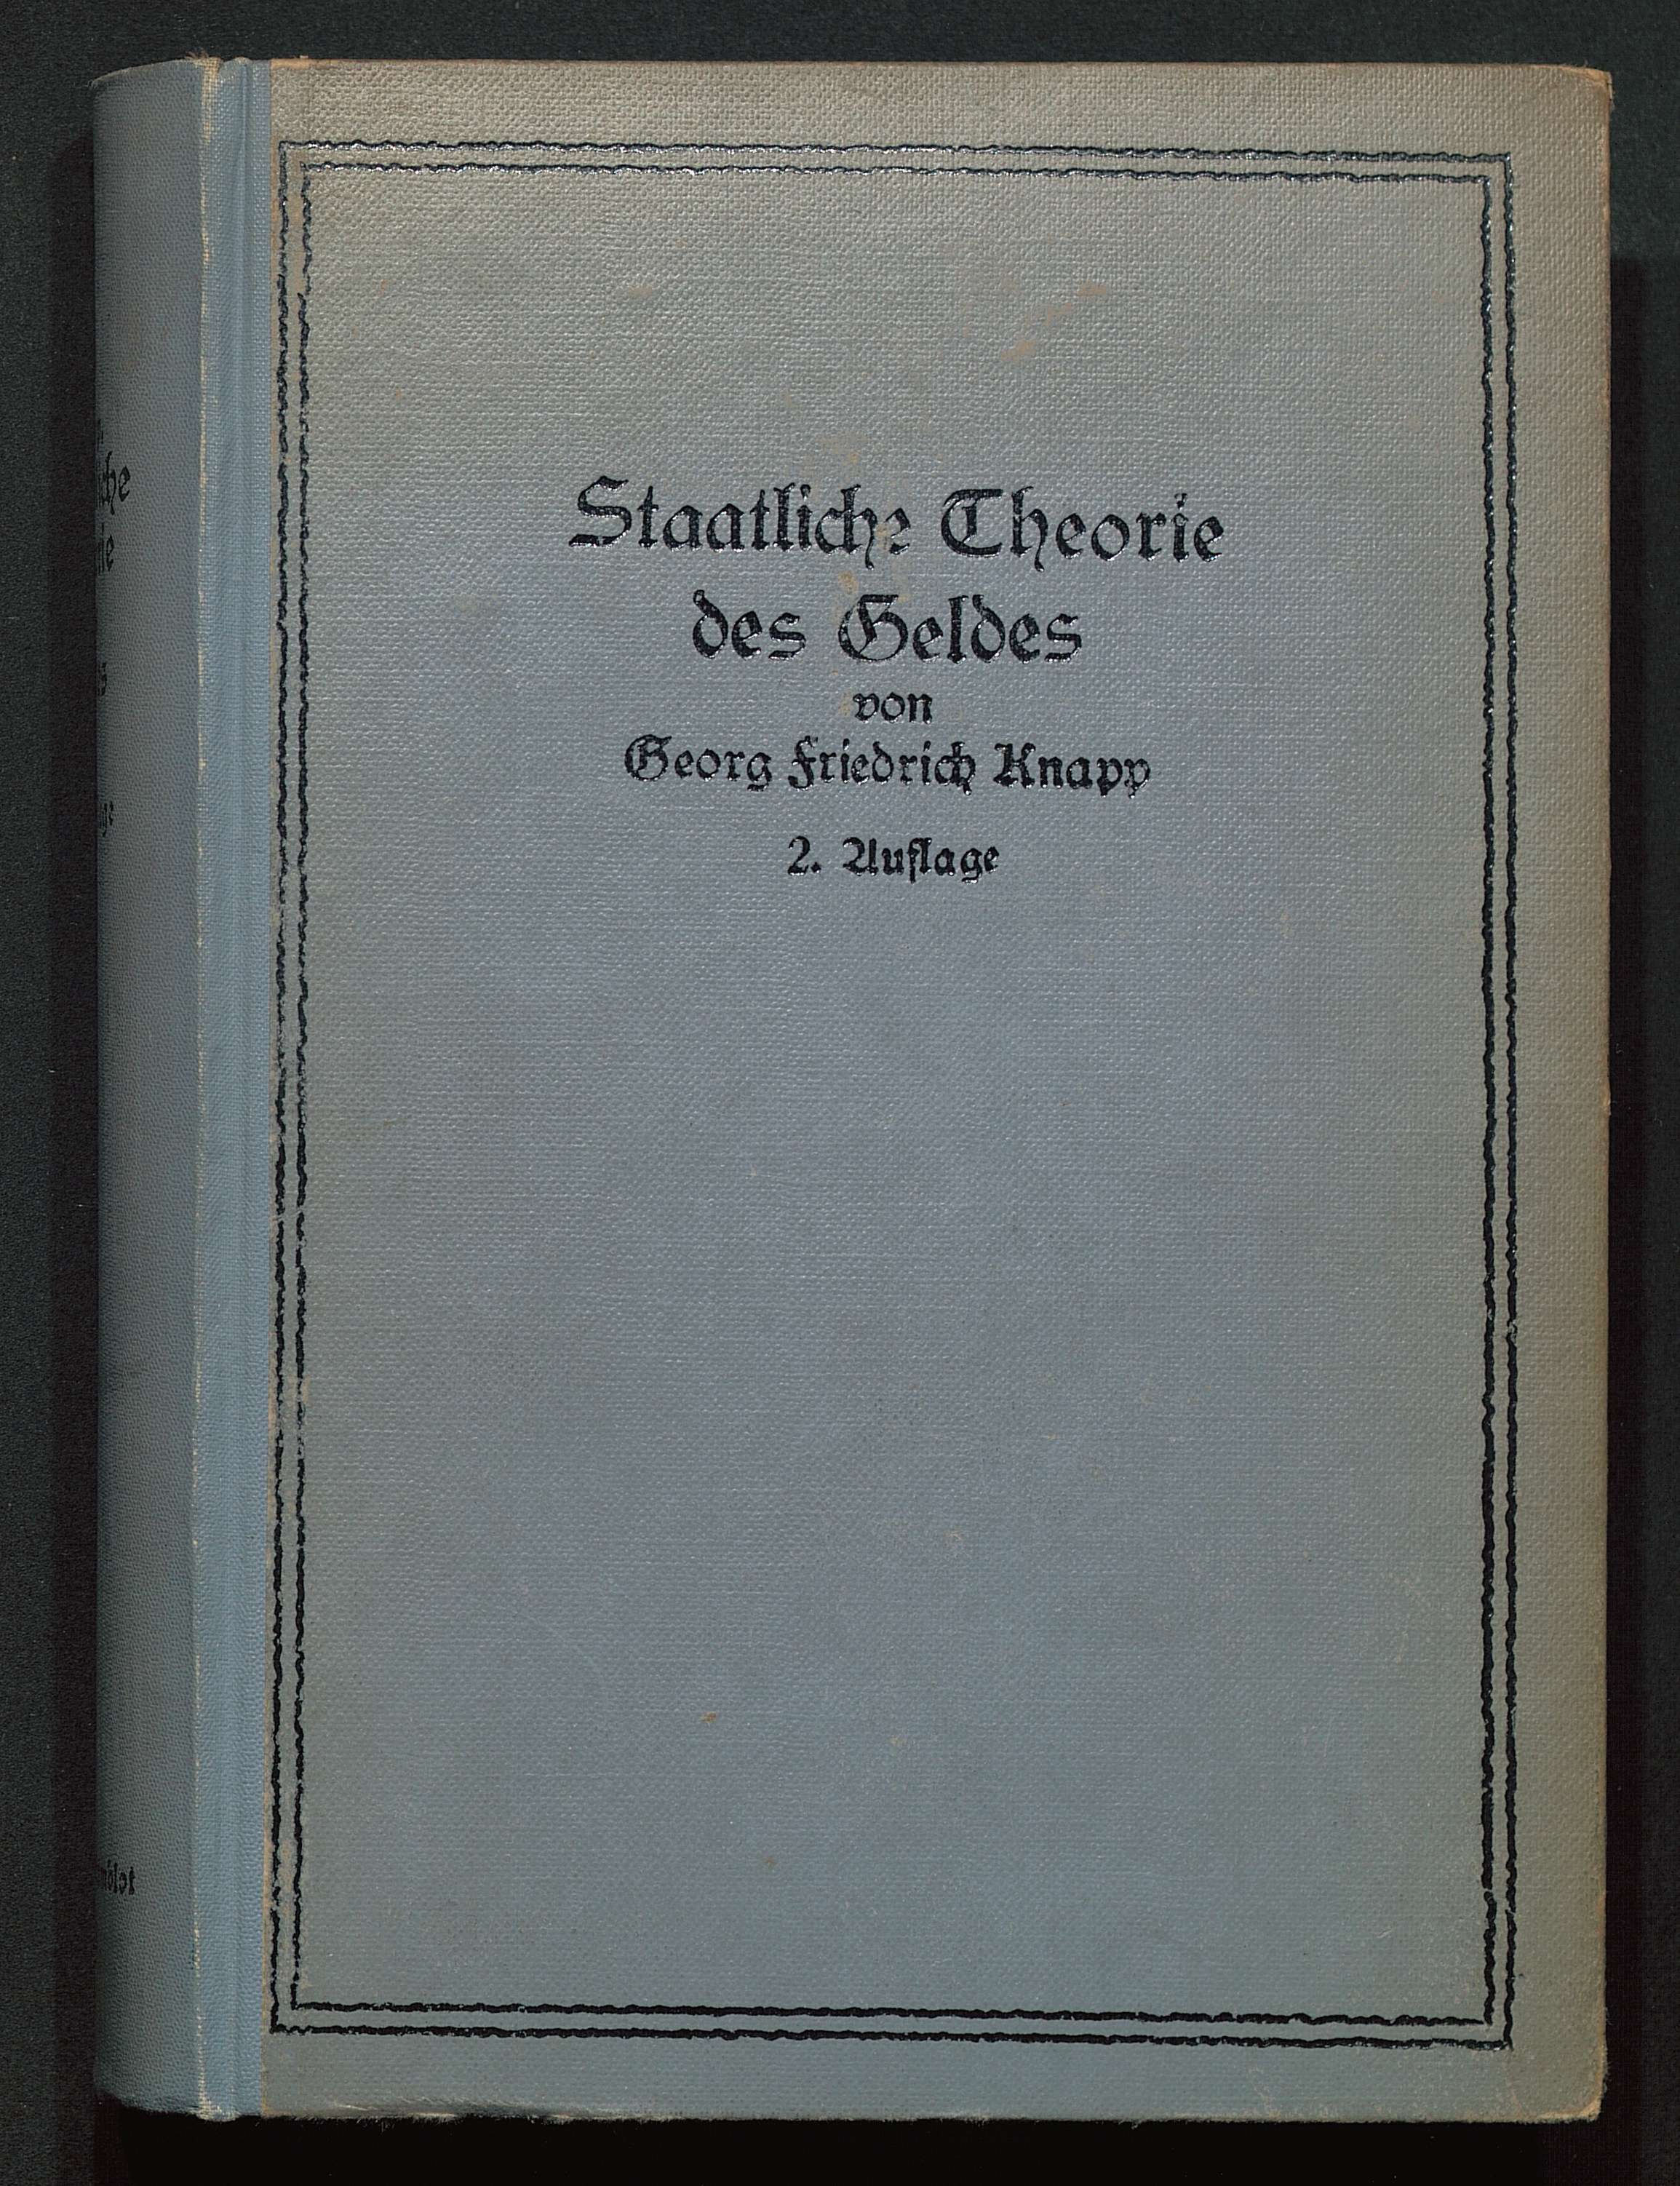 Staatliche Theorie
des Geldes
von
Georg Friedrich Knapp
2. Auflage